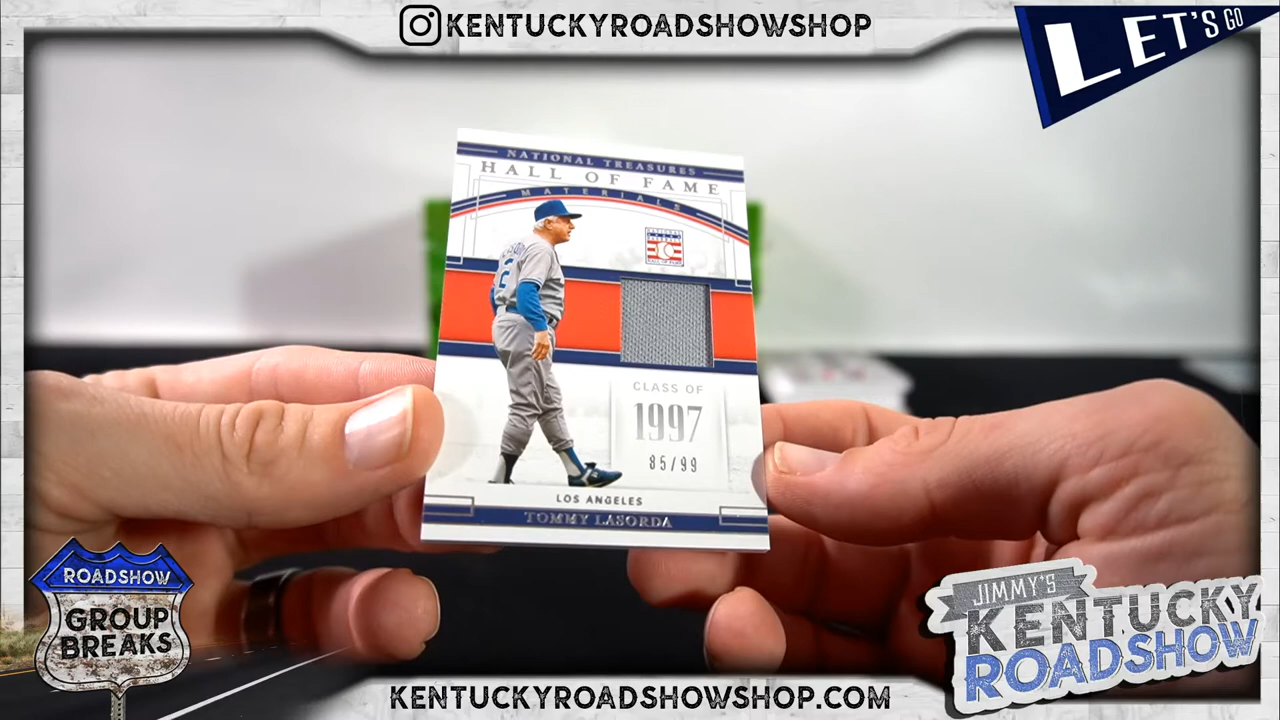 KENTUCKYROADSHOWSHOP
LET'S GO
NATIONAL TREASURES
HALL OF FAME
MATERIALS
2
CLASS OF
1997
85/99
LOS ANGELES
TOMMY LASORDA
ROADSHOW
GROUP
BREAKS
JIMMY'S
KENTUCKY
ROADSHOW
KENTUCKYROADSHOWSHOP.COM